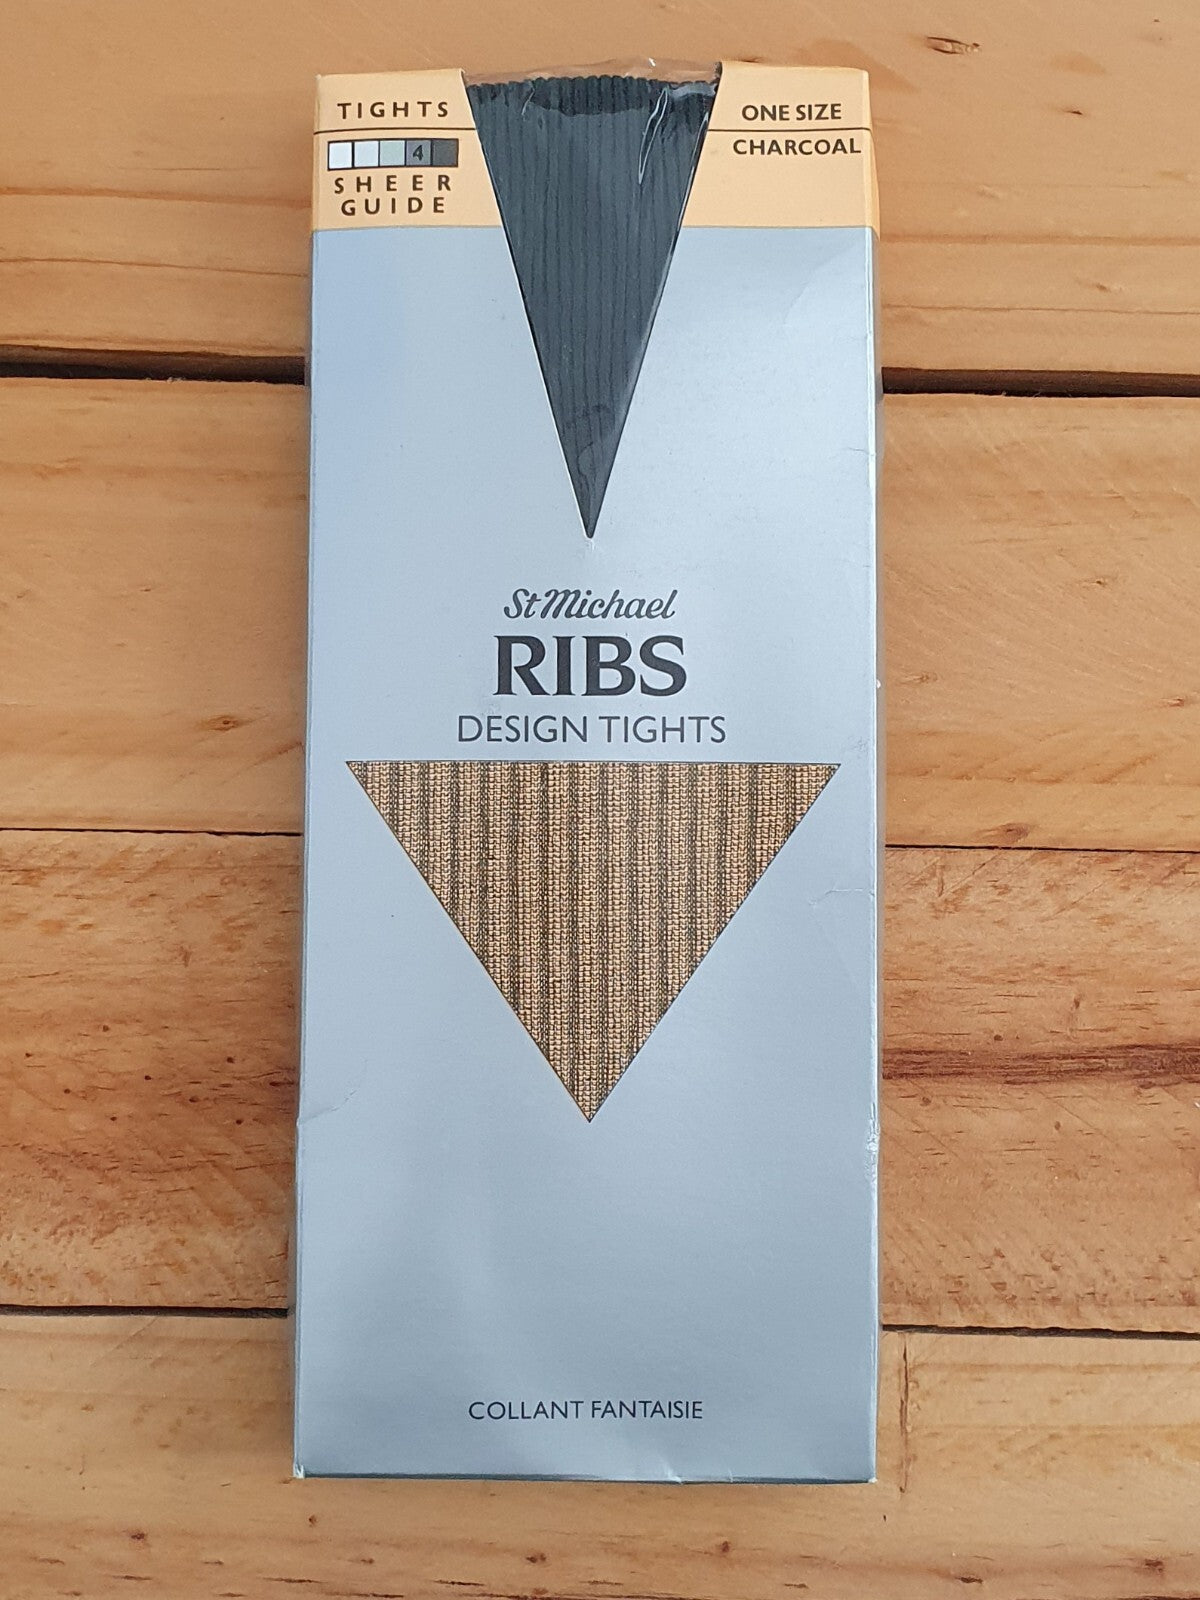 TIGHTS
4
SHEER
GUIDE
ONE SIZE
CHARCOAL
St Michael
RIBS
DESIGN TIGHTS
COLLANT FANTAISIE